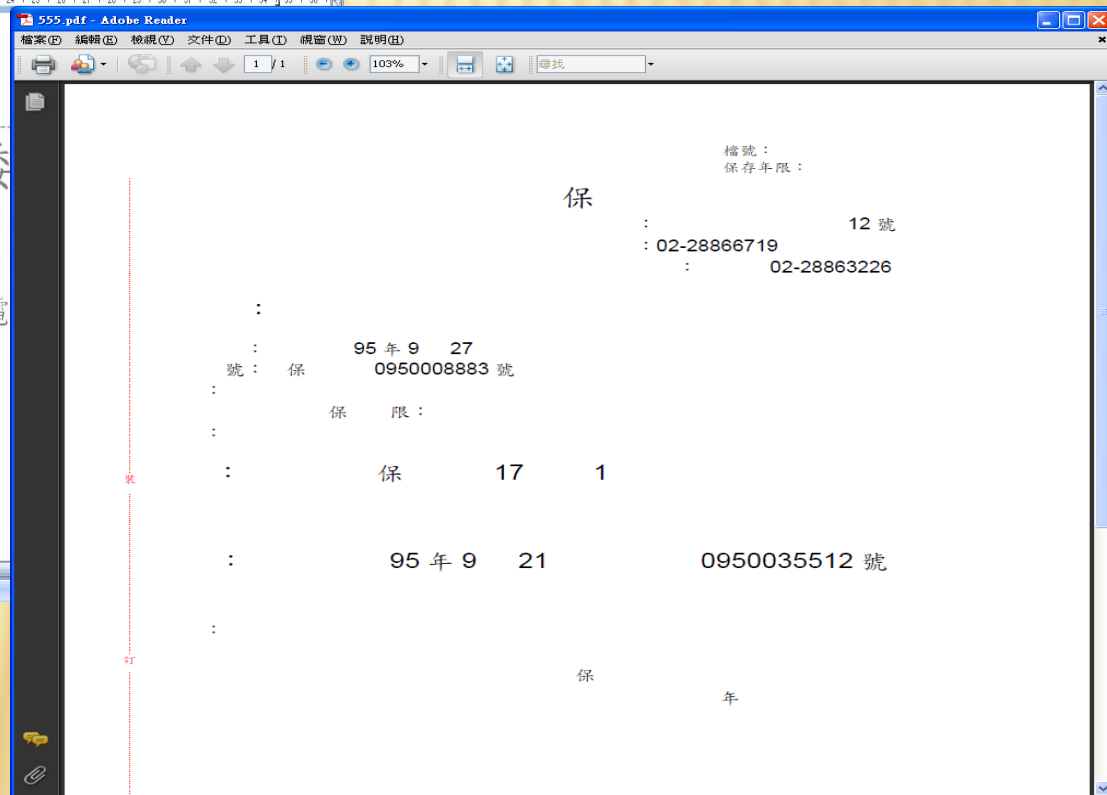 555.pdf - Adobe Reader
檔案(F) 編輯(E) 檢視(V) 交件(D) 工具(T) 視窗(W) 說明(H)
1 / 1 103% 尋找
檔號：
保存年限：
保
： 12 號
：02-28866719
： 02-28863226
：
： 95 年 9 27
號： 保 0950008883 號
：
保 限：
：
： 保 17 1
裝
： 95 年 9 21 0950035512 號
：
訂
保
年